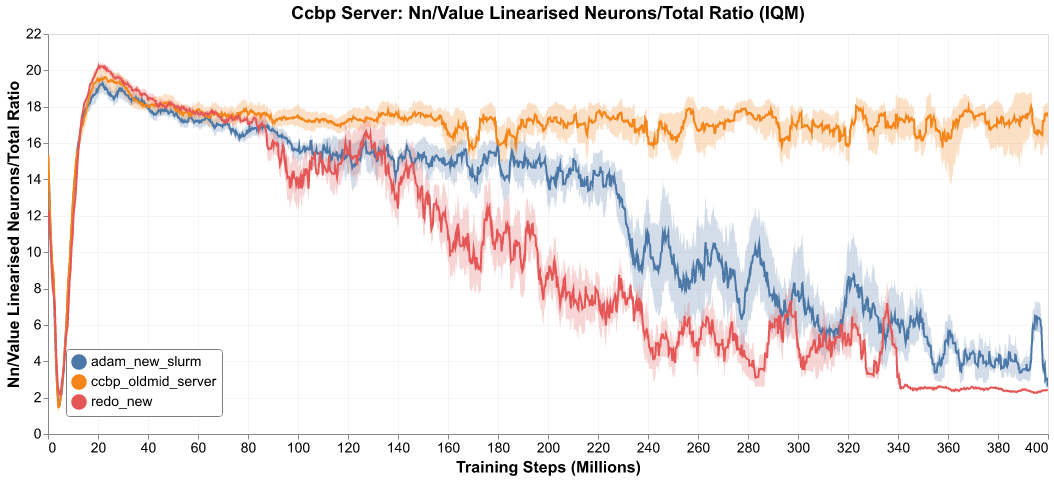 Ccbp Server: Nn/Value Linearised Neurons/Total Ratio (IQM)
Nn/Value Linearised Neurons/Total Ratio
22
20
18
16
14
12
10
8
6
4
2
0
adam_new_slurm
ccbp_oldmid_server
redo_new
0 20 40 60 80 100 120 140 160 180 200 220 240 260 280 300 320 340 360 380 400
Training Steps (Millions)